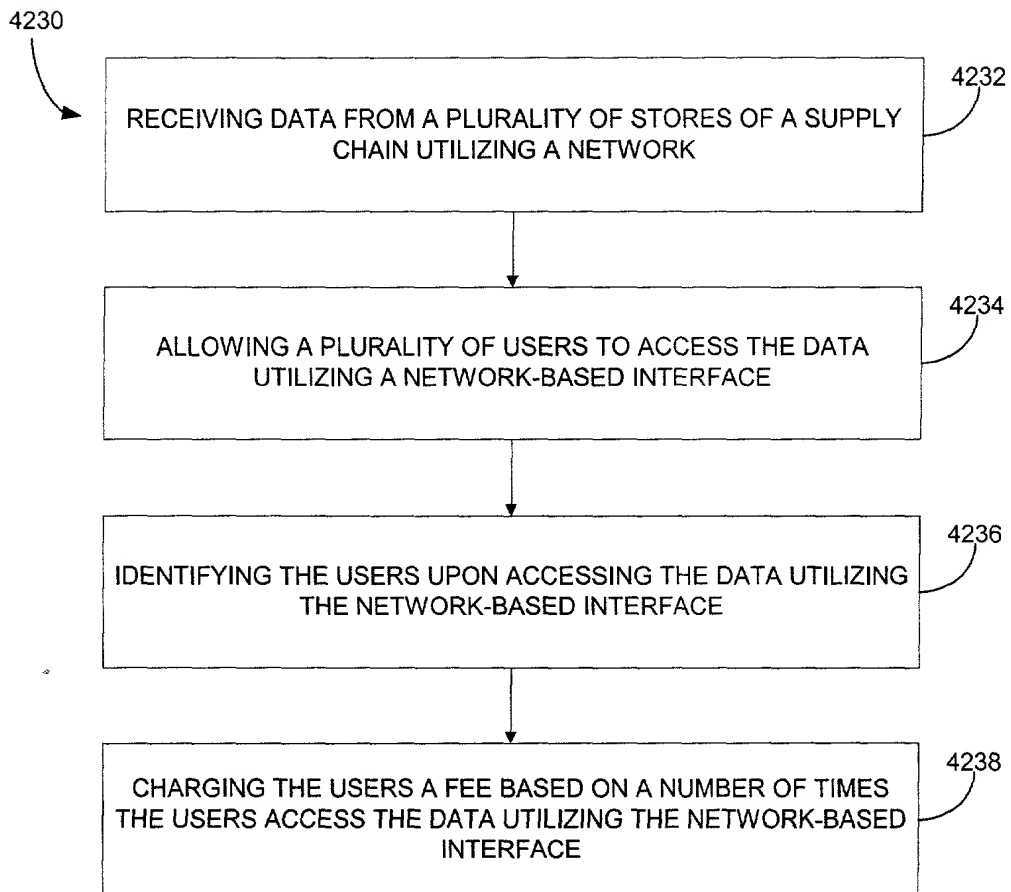 4230
4232
RECEIVING DATA FROM A PLURALITY OF STORES OF A SUPPLY
CHAIN UTILIZING A NETWORK
4234
ALLOWING A PLURALITY OF USERS TO ACCESS THE DATA
UTILIZING A NETWORK-BASED INTERFACE
4236
IDENTIFYING THE USERS UPON ACCESSING THE DATA UTILIZING
THE NETWORK-BASED INTERFACE
4238
CHARGING THE USERS A FEE BASED ON A NUMBER OF TIMES
THE USERS ACCESS THE DATA UTILIZING THE NETWORK-BASED
INTERFACE